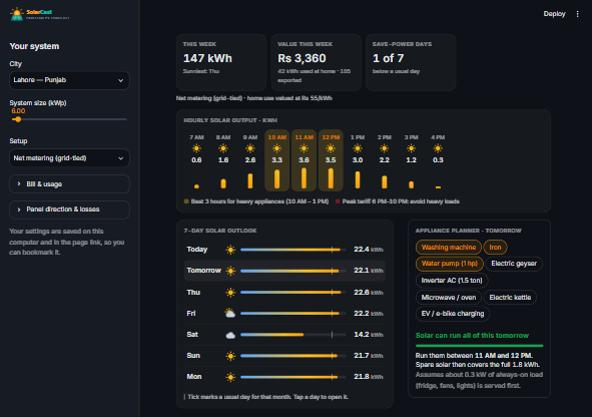 SolarCast
Deploy
Your system
City
Lahore — Punjab
System size (kWp)
6.00
Setup
Net metering (grid-tied)
Bill & usage
Panel direction & losses
Your settings are saved on this
computer and in the page link, so you
can bookmark it.
THIS WEEK
147 kWh
Sunniest: Thu
VALUE THIS WEEK
Rs 3,360
42 kWh used at home · 105
exported
SAVE-POWER DAYS
1 of 7
below a usual day
Net metering (grid-tied) · home use valued at Rs 55/kWh
HOURLY SOLAR OUTPUT · KWH
7 AM 8 AM 9 AM 10 AM 11 AM 12 PM 1 PM 2 PM 3 PM 4 PM
0.6 1.6 2.6 3.3 3.6 3.5 3.0 2.2 1.2 0.3
Best 3 hours for heavy appliances (10 AM – 1 PM) Peak tariff 6 PM-10 PM: avoid heavy loads
7-DAY SOLAR OUTLOOK
Today 22.4 kWh
Tomorrow 22.1 kWh
Thu 22.6 kWh
Fri 22.2 kWh
Sat 14.2 kWh
Sun 21.7 kWh
Mon 21.8 kWh
Tick marks a usual day for that month. Tap a day to open it.
APPLIANCE PLANNER · TOMORROW
Washing machine Iron
Water pump (1 hp) Electric geyser
Inverter AC (1.5 ton)
Microwave / oven Electric kettle
EV / e-bike charging
Solar can run all of this tomorrow
Run them between 11 AM and 12 PM.
Spare solar then covers the full 1.8 kWh.
Assumes about 0.3 kW of always-on load
(fridge, fans, lights) is served first.